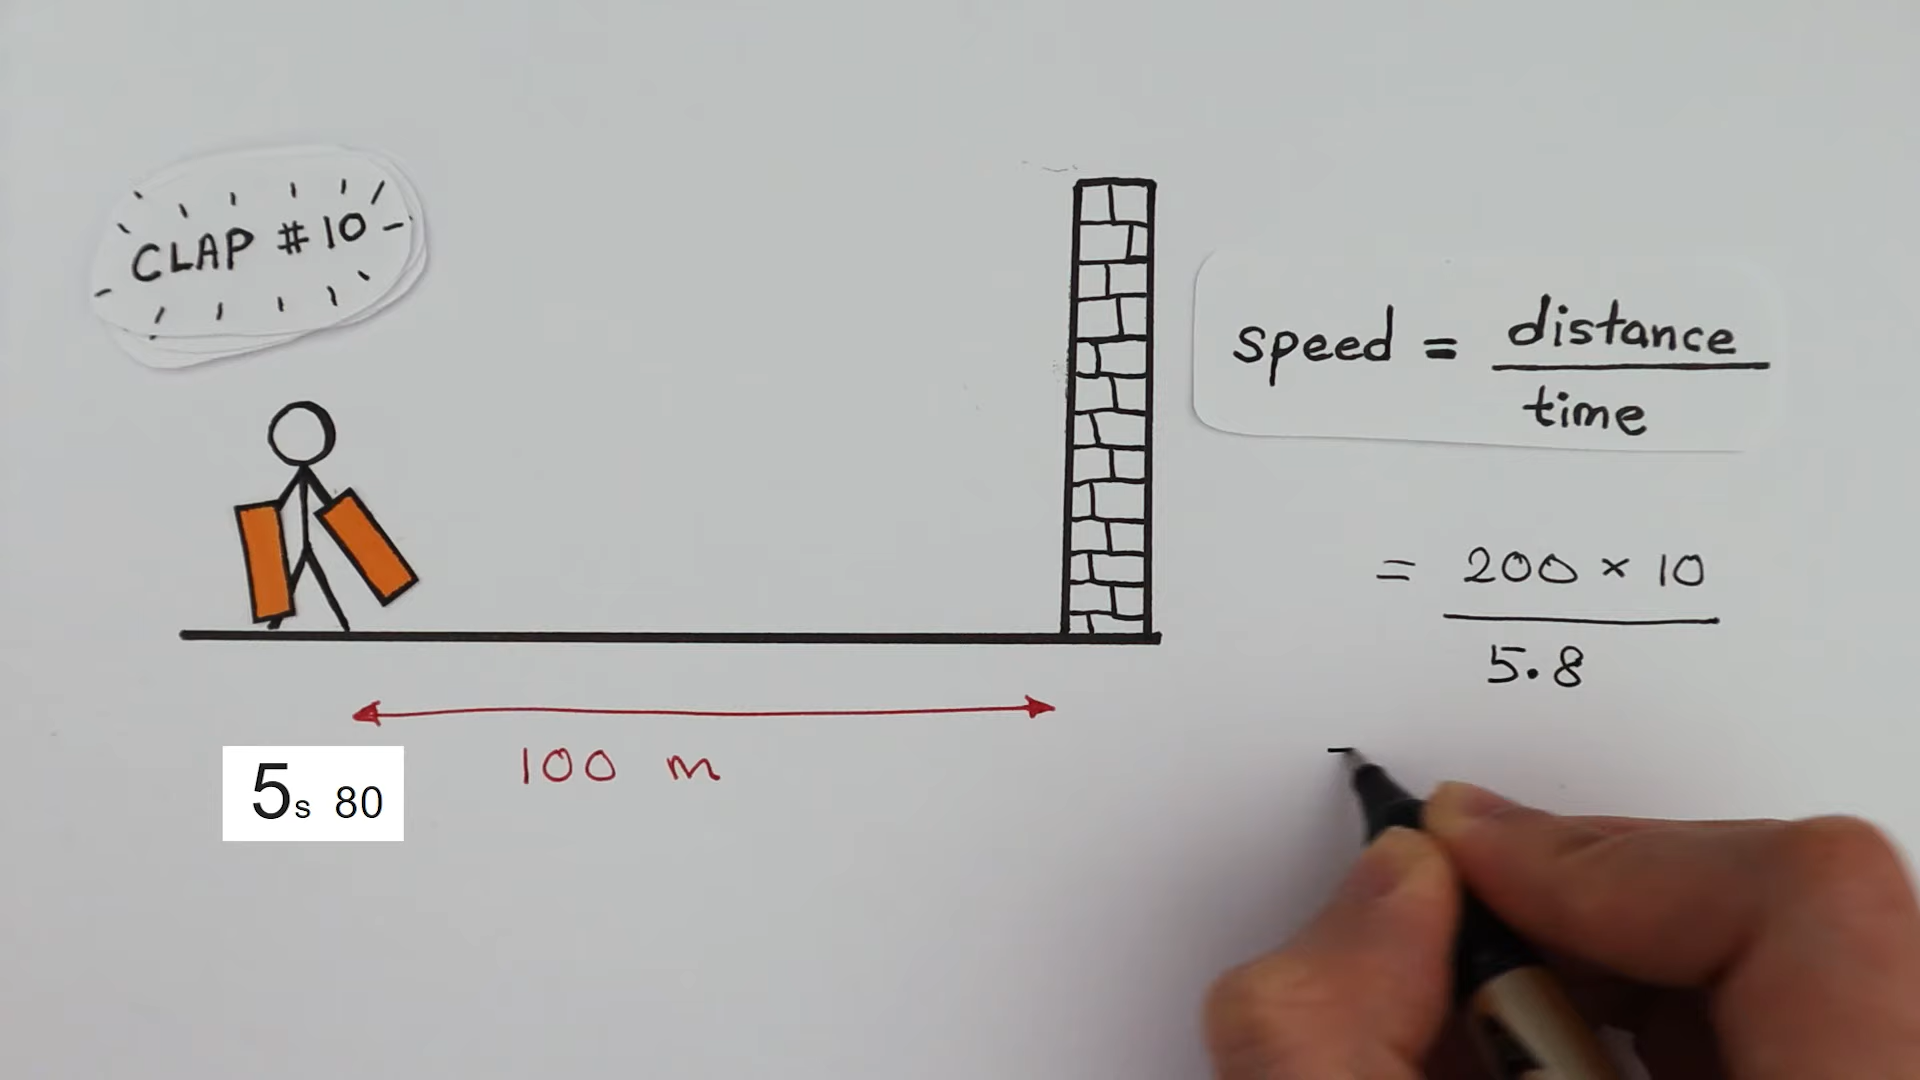 CLAP #10
speed = distance
time
= 200 × 10
5.8
5s 80
100 m